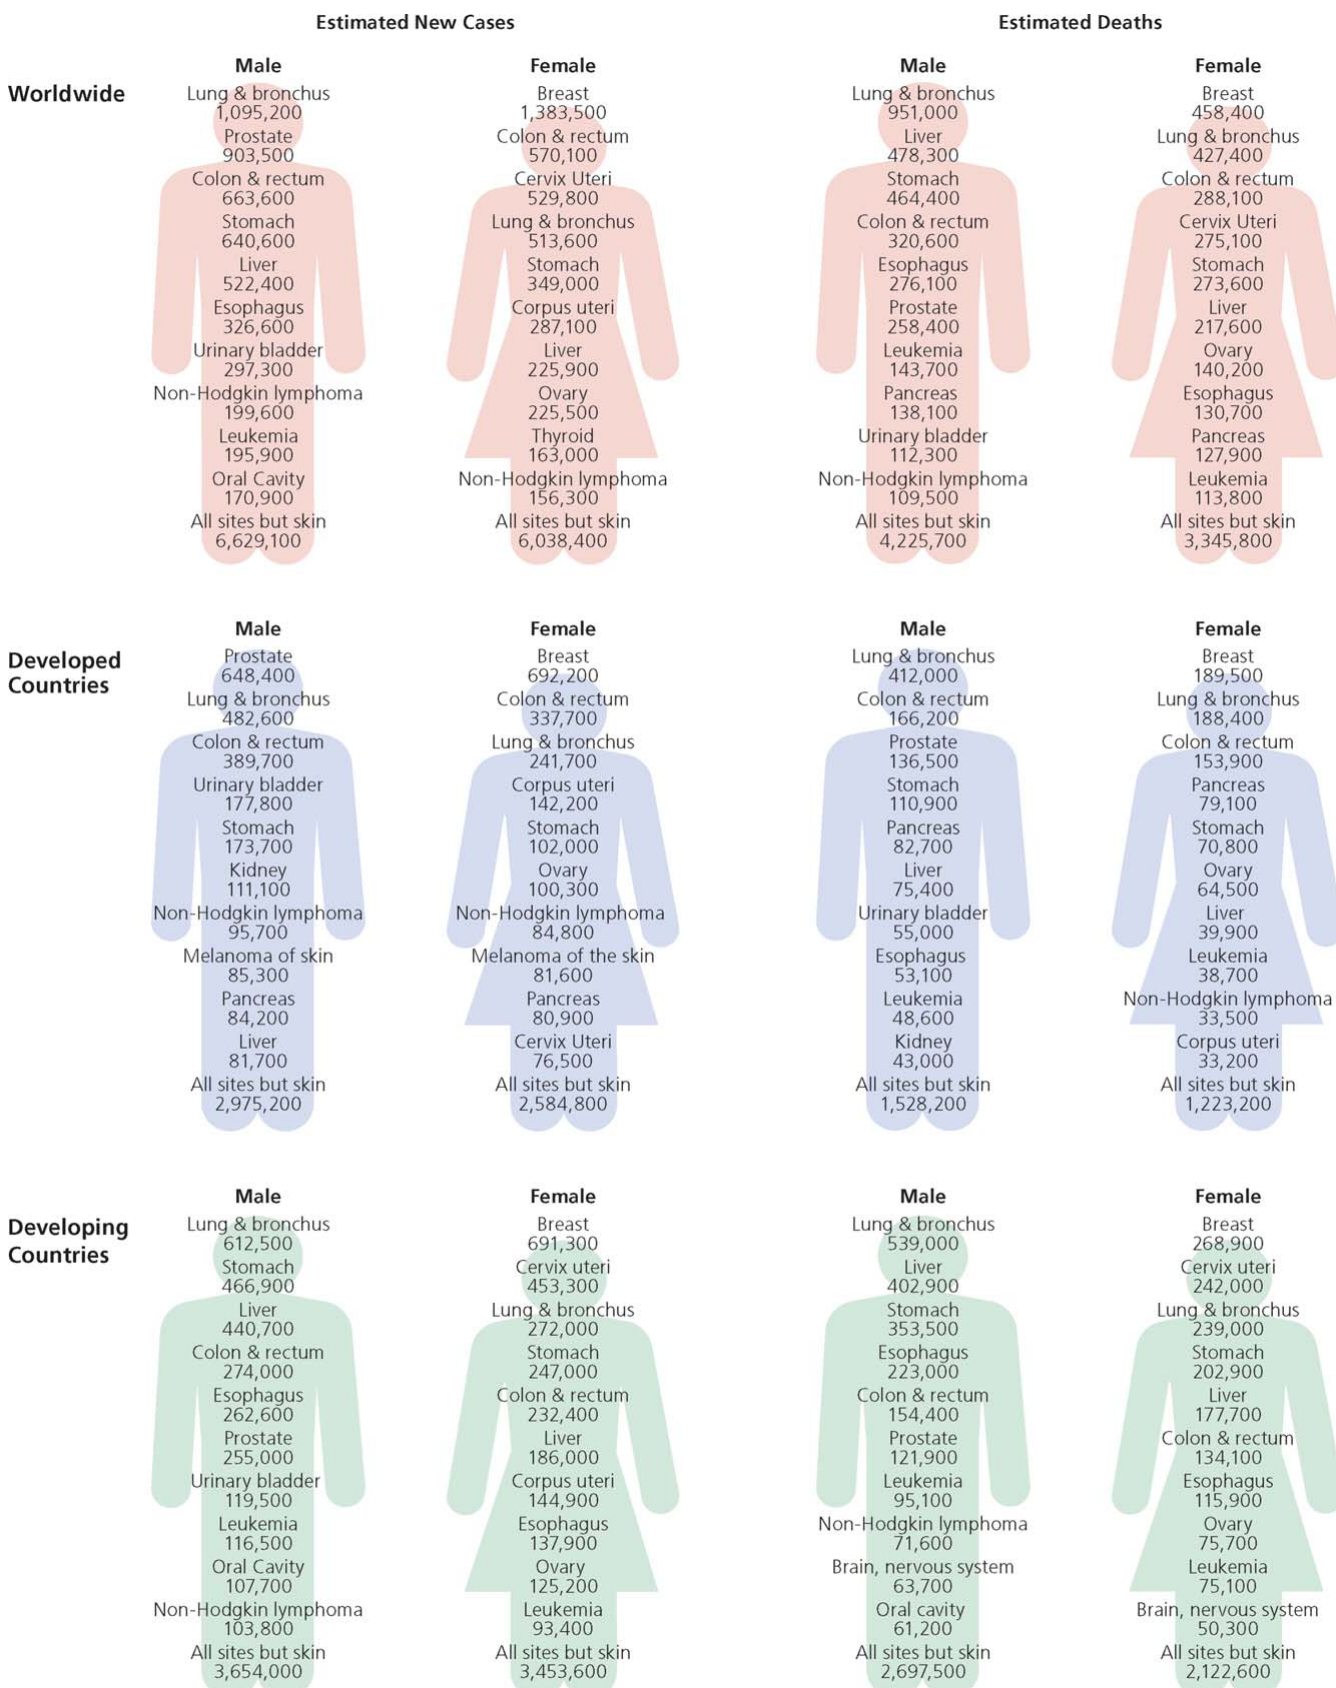 Estimated New Cases
Estimated Deaths
Worldwide
Male
Lung & bronchus
1,095,200
Prostate
903,500
Colon & rectum
663,600
Stomach
640,600
Liver
522,400
Esophagus
326,600
Urinary bladder
297,300
Non-Hodgkin lymphoma
199,600
Leukemia
195,900
Oral Cavity
170,900
All sites but skin
6,629,100
Female
Breast
1,383,500
Colon & rectum
570,100
Cervix Uteri
529,800
Lung & bronchus
513,600
Stomach
349,000
Corpus uteri
287,100
Liver
225,900
Ovary
225,500
Thyroid
163,000
Non-Hodgkin lymphoma
156,300
All sites but skin
6,038,400
Male
Lung & bronchus
951,000
Liver
478,300
Stomach
464,400
Colon & rectum
320,600
Esophagus
276,100
Prostate
258,400
Leukemia
143,700
Pancreas
138,100
Urinary bladder
112,300
Non-Hodgkin lymphoma
109,500
All sites but skin
4,225,700
Female
Breast
458,400
Lung & bronchus
427,400
Colon & rectum
288,100
Cervix Uteri
275,100
Stomach
273,600
Liver
217,600
Ovary
140,200
Esophagus
130,700
Pancreas
127,900
Leukemia
113,800
All sites but skin
3,345,800
Developed
Countries
Male
Prostate
648,400
Lung & bronchus
482,600
Colon & rectum
389,700
Urinary bladder
177,800
Stomach
173,700
Kidney
111,100
Non-Hodgkin lymphoma
95,700
Melanoma of skin
85,300
Pancreas
84,200
Liver
81,700
All sites but skin
2,975,200
Female
Breast
692,200
Colon & rectum
337,700
Lung & bronchus
241,700
Corpus uteri
142,200
Stomach
102,000
Ovary
100,300
Non-Hodgkin lymphoma
84,800
Melanoma of the skin
81,600
Pancreas
80,900
Cervix Uteri
76,500
All sites but skin
2,584,800
Male
Lung & bronchus
412,000
Colon & rectum
166,200
Prostate
136,500
Stomach
110,900
Pancreas
82,700
Liver
75,400
Urinary bladder
55,000
Esophagus
53,100
Leukemia
48,600
Kidney
43,000
All sites but skin
1,528,200
Female
Breast
189,500
Lung & bronchus
188,400
Colon & rectum
153,900
Pancreas
79,100
Stomach
70,800
Ovary
64,500
Liver
39,900
Leukemia
38,700
Non-Hodgkin lymphoma
33,500
Corpus uteri
33,200
All sites but skin
1,223,200
Developing
Countries
Male
Lung & bronchus
612,500
Stomach
466,900
Liver
440,700
Colon & rectum
274,000
Esophagus
262,600
Prostate
255,000
Urinary bladder
119,500
Leukemia
116,500
Oral Cavity
107,700
Non-Hodgkin lymphoma
103,800
All sites but skin
3,654,000
Female
Breast
691,300
Cervix uteri
453,300
Lung & bronchus
272,000
Stomach
247,000
Colon & rectum
232,400
Liver
186,000
Corpus uteri
144,900
Esophagus
137,900
Ovary
125,200
Leukemia
93,400
All sites but skin
3,453,600
Male
Lung & bronchus
539,000
Liver
402,900
Stomach
353,500
Esophagus
223,000
Colon & rectum
154,400
Prostate
121,900
Leukemia
95,100
Non-Hodgkin lymphoma
71,600
Brain, nervous system
63,700
Oral cavity
61,200
All sites but skin
2,697,500
Female
Breast
268,900
Cervix uteri
242,000
Lung & bronchus
239,000
Stomach
202,900
Liver
177,700
Colon & rectum
134,100
Esophagus
115,900
Ovary
75,700
Leukemia
75,100
Brain, nervous system
50,300
All sites but skin
2,122,600